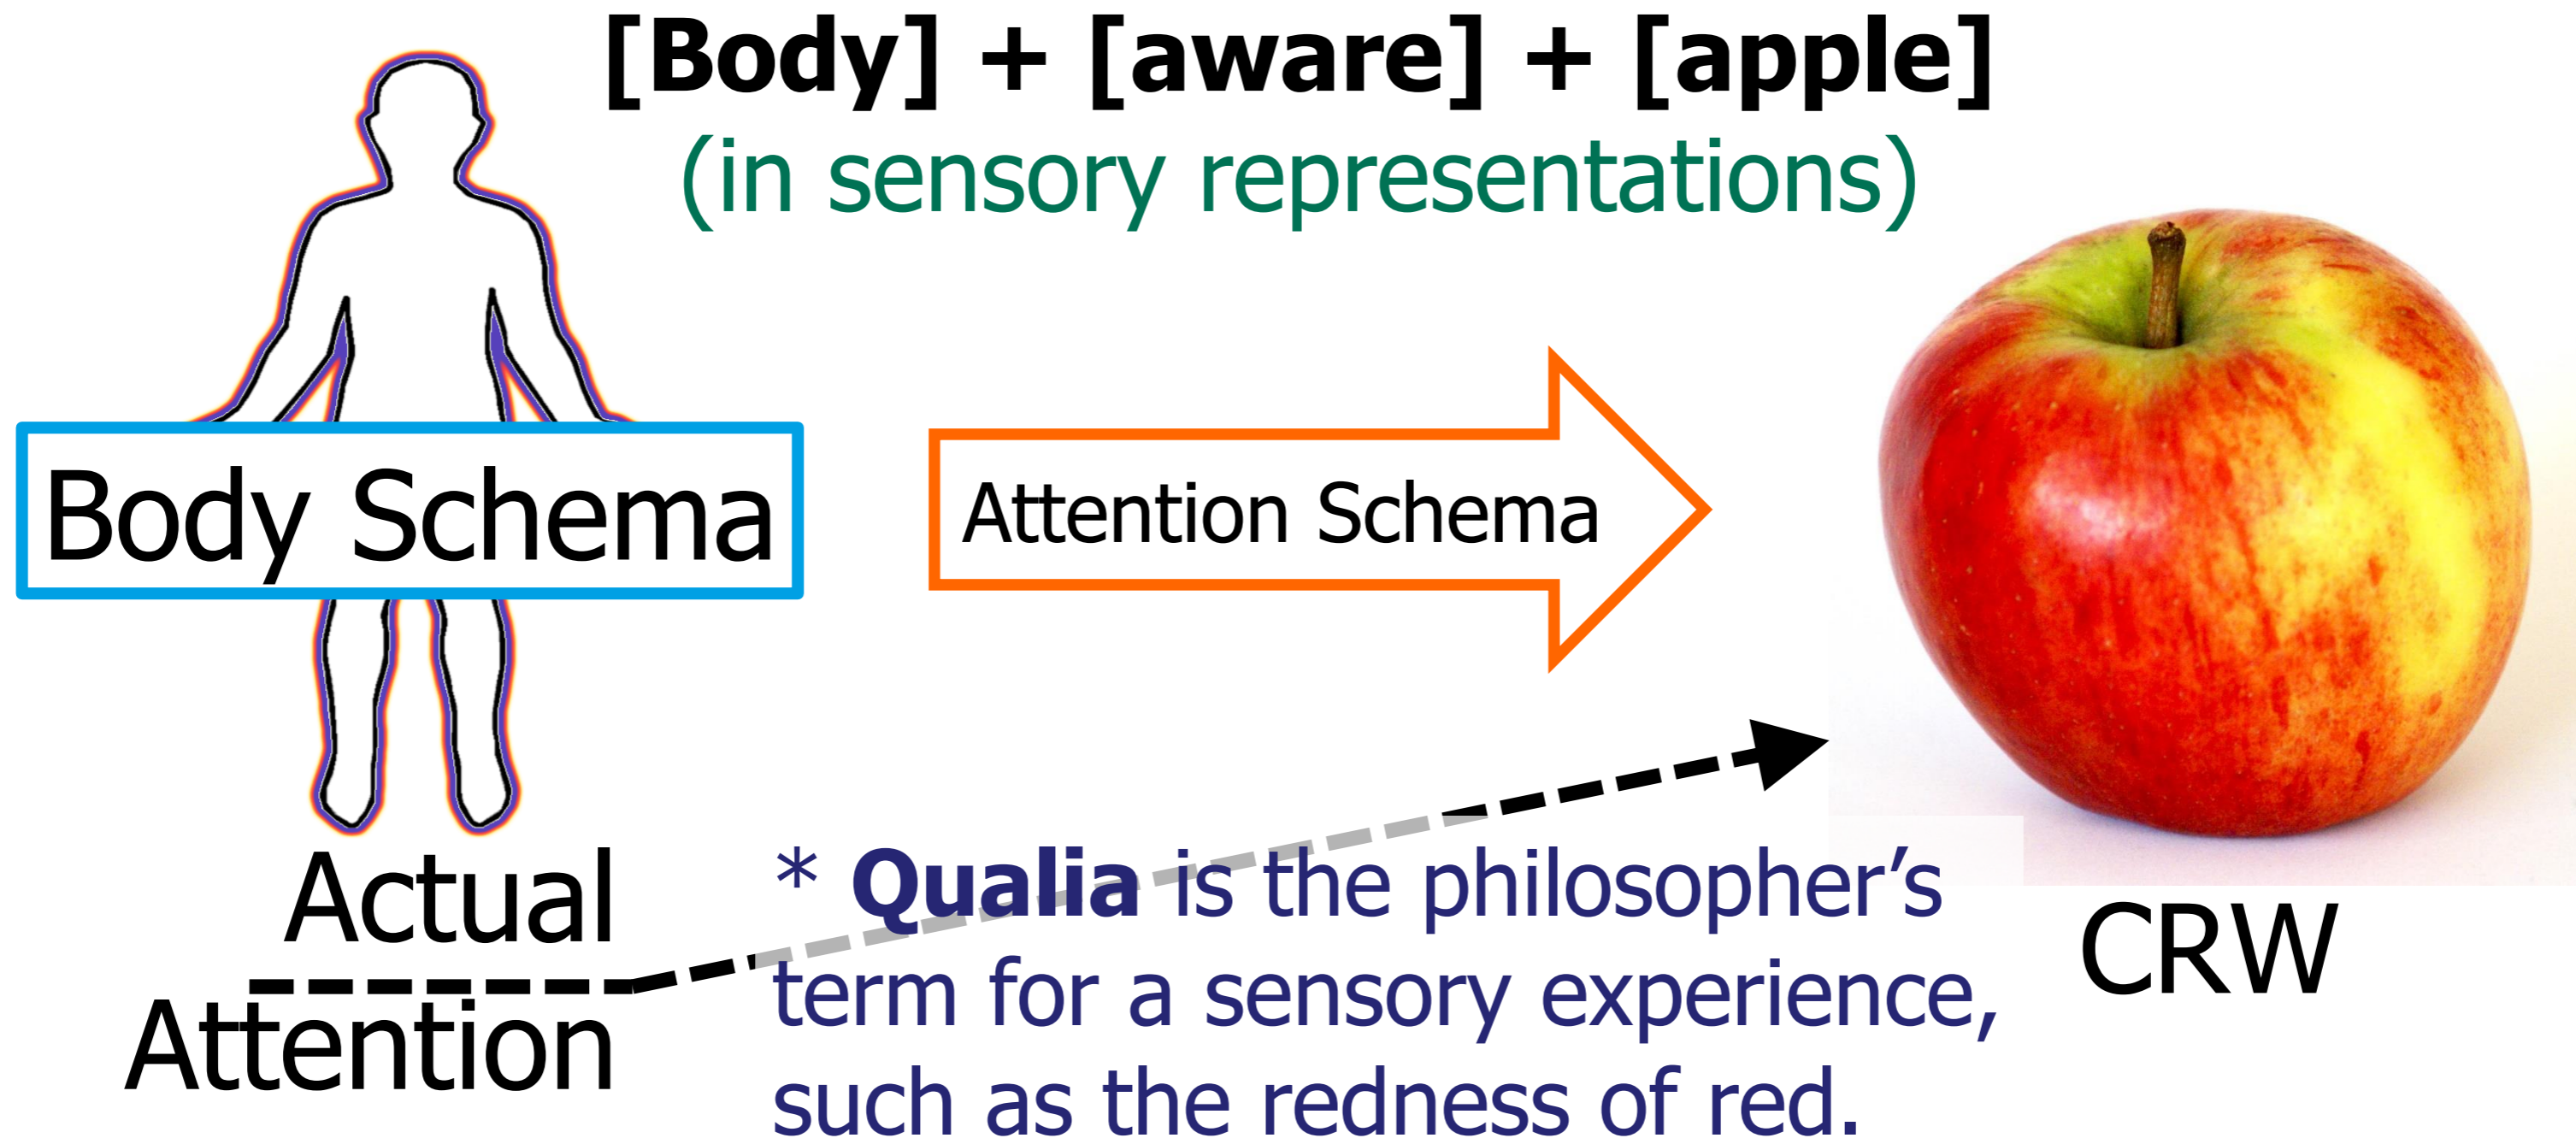 [Body] + [aware] + [apple]
(in sensory representations)
Body Schema
Attention Schema
Actual
Attention
* Qualia is the philosopher’s
term for a sensory experience,
such as the redness of red.
CRW